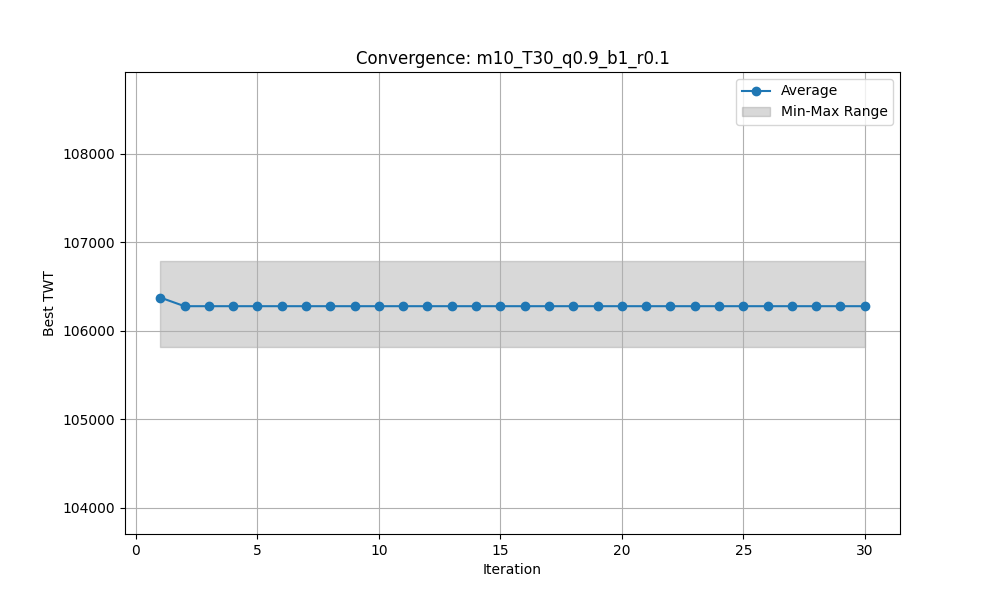 Convergence: m10_T30_q0.9_b1_r0.1
Average
Min-Max Range
108000
107000
106000
105000
104000
Best TWT
0 5 10 15 20 25 30
Iteration